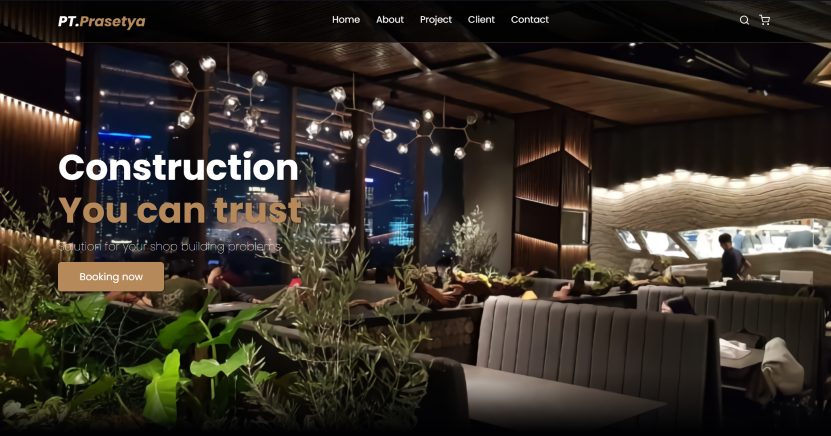 PT.Prasetya
Home About Project Client Contact
Construction
You can trust
Solution for your shop building problems
Booking now